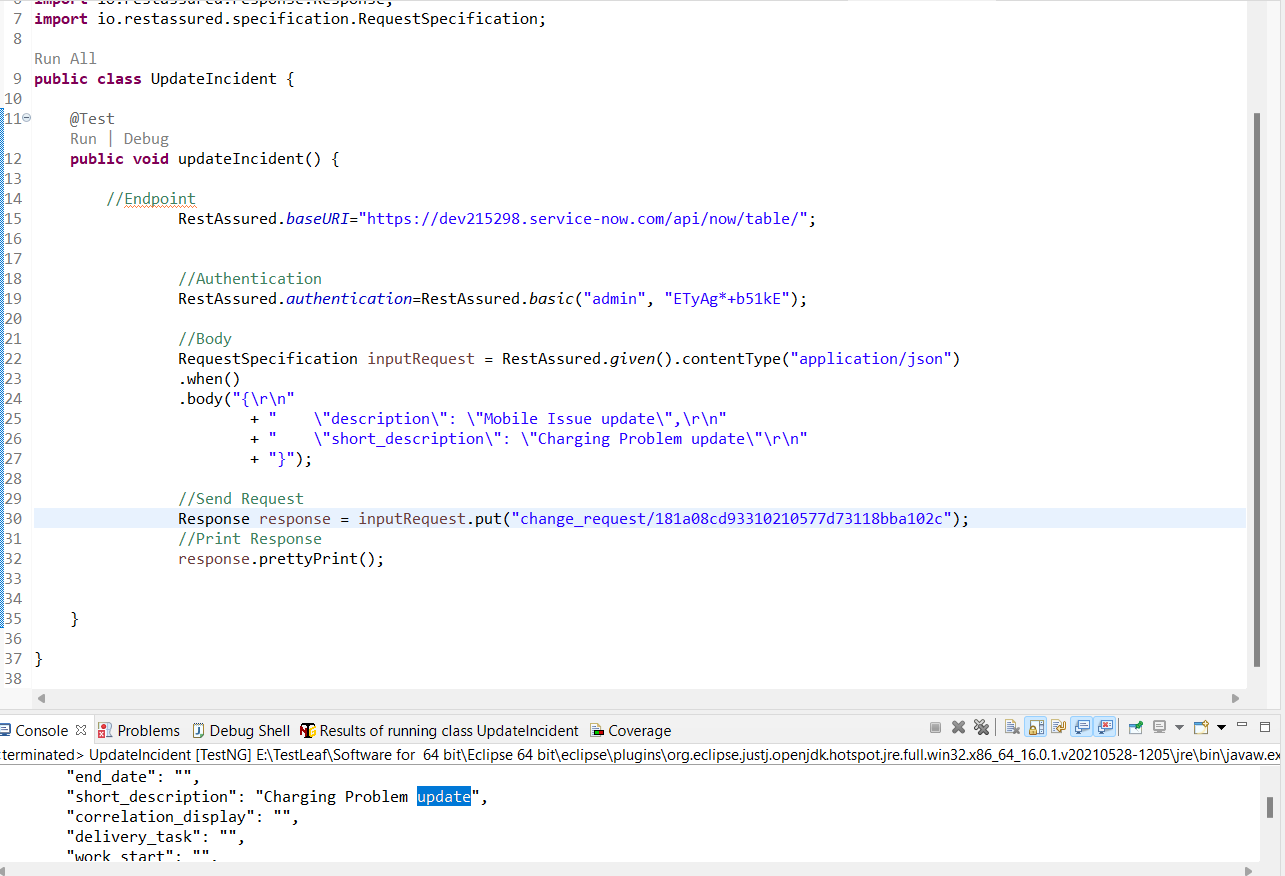 import io.restassured.response.Response;
7 import io.restassured.specification.RequestSpecification;
8
Run All
9 public class UpdateIncident {
10
11 @Test
Run | Debug
12 public void updateIncident() {
13
14 //Endpoint
15 RestAssured.baseURI="https://dev215298.service-now.com/api/now/table/";
16
17
18 //Authentication
19 RestAssured.authentication=RestAssured.basic("admin", "ETyAg*+b51kE");
20
21 //Body
22 RequestSpecification inputRequest = RestAssured.given().contentType("application/json")
23 .when()
24 .body("{\r\n"
25 + "    \"description\": \"Mobile Issue update\",\r\n"
26 + "    \"short_description\": \"Charging Problem update\"\r\n"
27 + "}");
28
29 //Send Request
30 Response response = inputRequest.put("change_request/181a08cd93310210577d73118bba102c");
31 //Print Response
32 response.prettyPrint();
33
34
35 }
36
37 }
38
Console Problems Debug Shell Results of running class UpdateIncident Coverage
terminated> UpdateIncident [TestNG] E:\TestLeaf\Software for 64 bit\Eclipse 64 bit\eclipse\plugins\org.eclipse.justj.openjdk.hotspot.jre.full.win32.x86_64_16.0.1.v20210528-1205\jre\bin\javaw.ex
"end_date": "",
"short_description": "Charging Problem update",
"correlation_display": "",
"delivery_task": "",
"work_start": "",